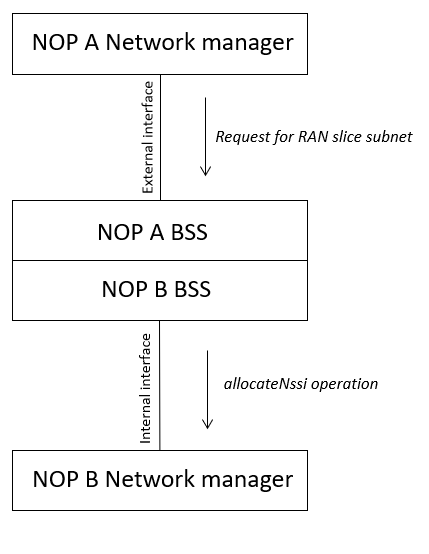 NOP A Network manager
External interface
Request for RAN slice subnet
NOP A BSS
NOP B BSS
Internal interface
allocateNssi operation
NOP B Network manager